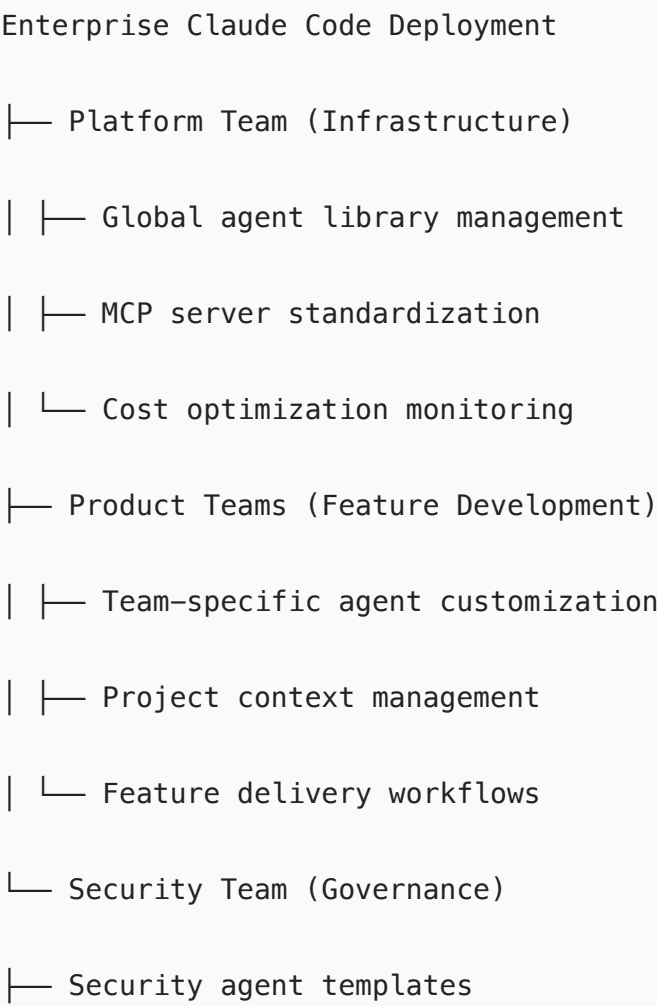 Enterprise Claude Code Deployment
├── Platform Team (Infrastructure)
│ ├── Global agent library management
│ ├── MCP server standardization
│ └── Cost optimization monitoring
├── Product Teams (Feature Development)
│ ├── Team-specific agent customization
│ ├── Project context management
│ └── Feature delivery workflows
└── Security Team (Governance)
├── Security agent templates